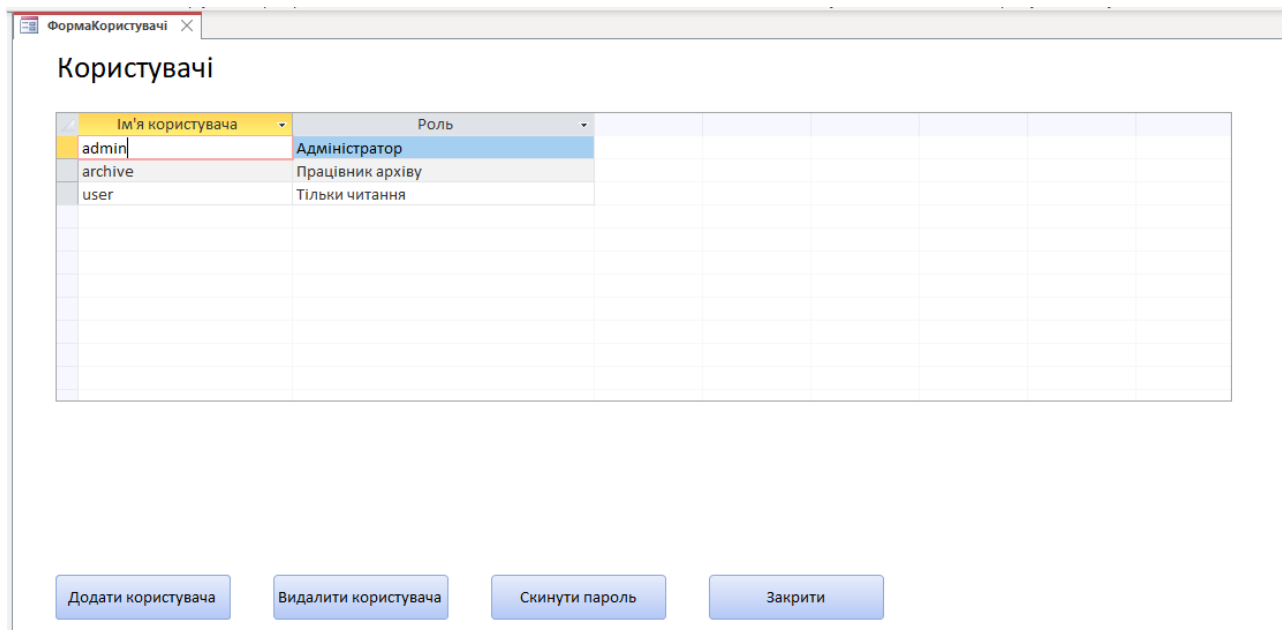 ФормаКористувачі
Користувачі
Ім'я користувача Роль
admin Адміністратор
archive Працівник архіву
user Тільки читання
Додати користувача Видалити користувача Скинути пароль Закрити